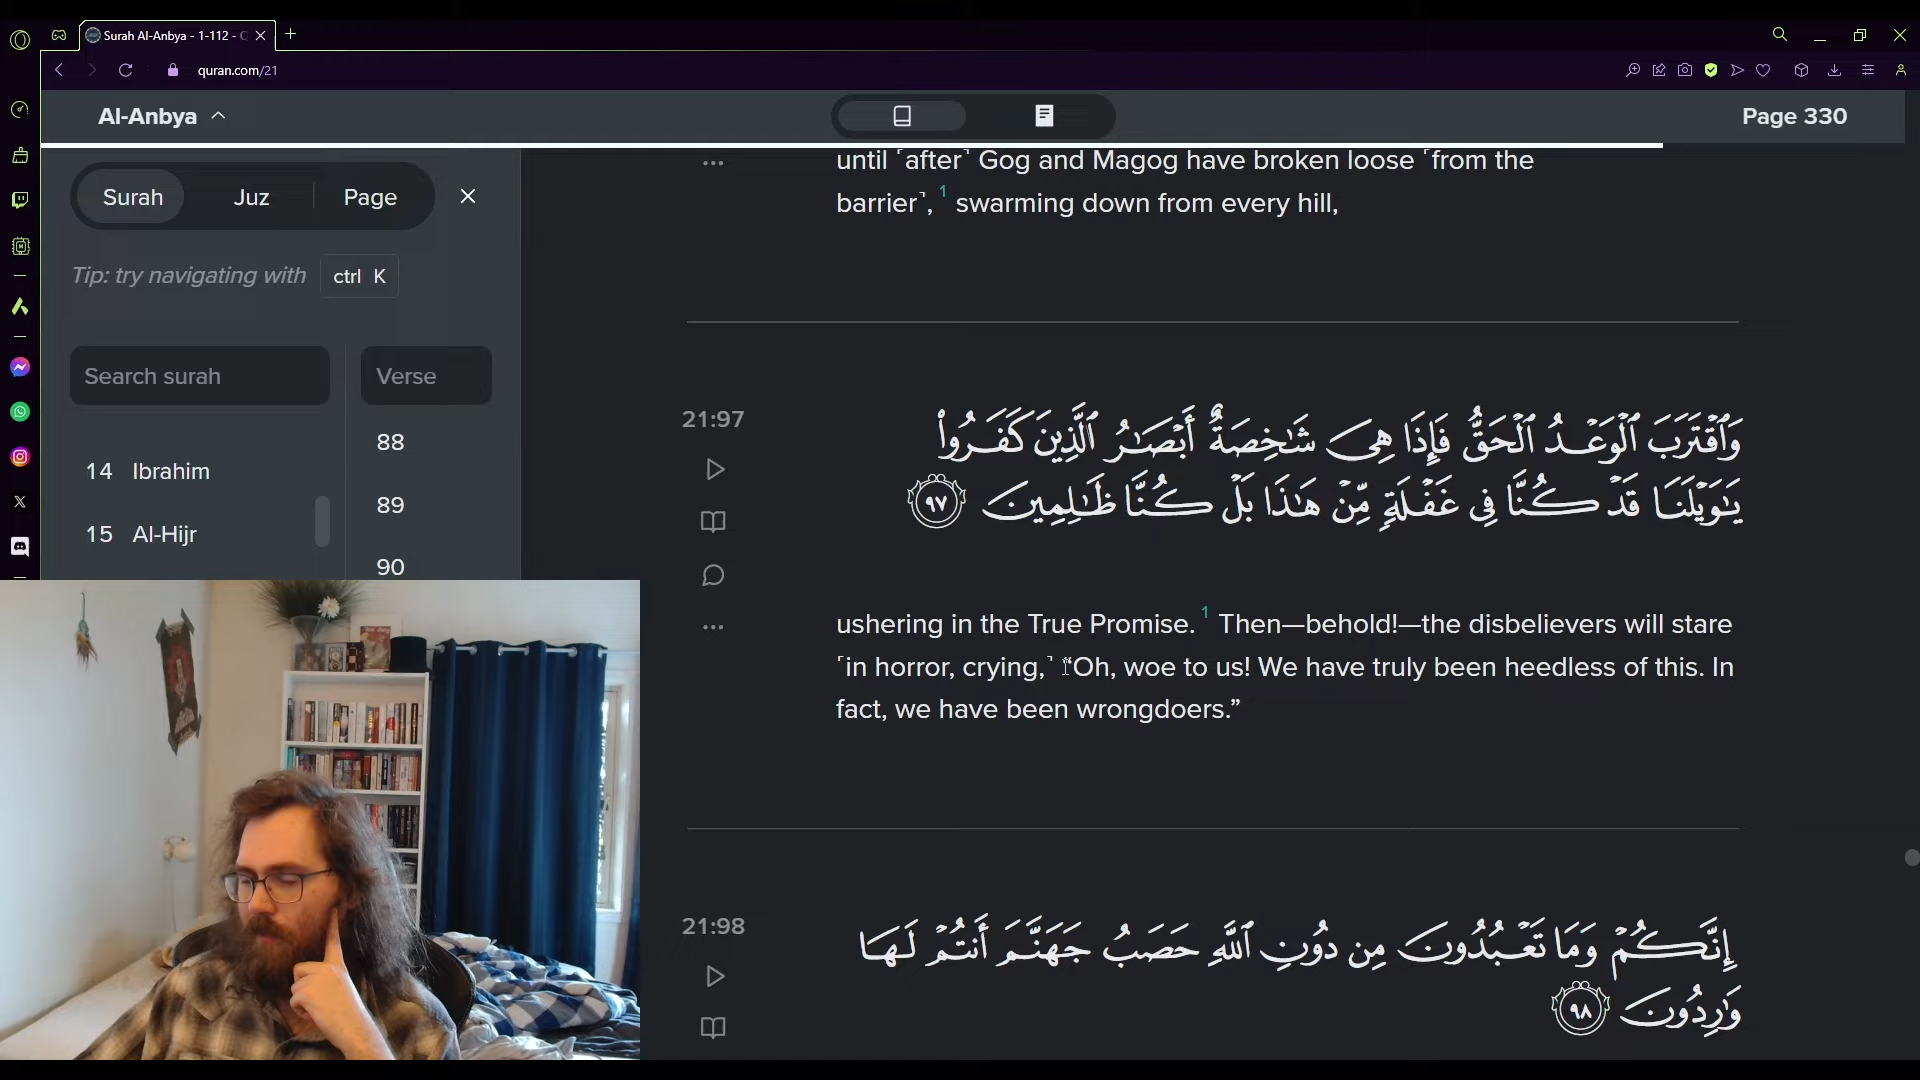 Surah Al-Anbya - 1-112 -
quran.com/21
Al-Anbya
Page 330
Surah
Juz
Page
Tip: try navigating with
ctrl K
Search surah
Verse
88
14 Ibrahim
89
15 Al-Hijr
90
until ⸢after⸣ Gog and Magog have broken loose ⸢from the
barrier⸣, 1 swarming down from every hill,
21:97
وَٱقْتَرَبَ ٱلْوَعْدُ ٱلْحَقُّ فَإِذَا هِىَ شَـٰخِصَةٌ أَبْصَـٰرُ ٱلَّذِينَ كَفَرُوا۟
يَـٰوَيْلَنَا قَدْ كُنَّا فِى غَفْلَةٍ مِّنْ هَـٰذَا بَلْ كُنَّا ظَـٰلِمِينَ ٩٧
ushering in the True Promise. 1 Then—behold!—the disbelievers will stare
⸢in horror, crying,⸣ “Oh, woe to us! We have truly been heedless of this. In
fact, we have been wrongdoers.”
21:98
إِنَّكُمْ وَمَا تَعْبُدُونَ مِن دُونِ ٱللَّهِ حَصَبُ جَهَنَّمَ أَنتُمْ لَهَا
وَٰرِدُونَ ٩٨